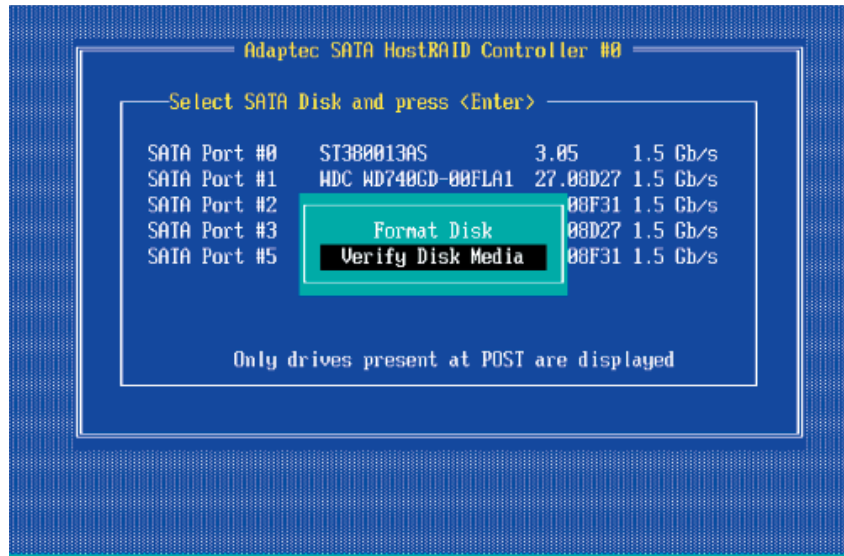 Adaptec SATA HostRAID Controller #0
Select SATA Disk and press <Enter>
SATA Port #0 ST380013AS 3.05 1.5 Gb/s
SATA Port #1 WDC WD740GD-00FLA1 27.08D27 1.5 Gb/s
SATA Port #2 08F31 1.5 Gb/s
SATA Port #3 08D27 1.5 Gb/s
SATA Port #5 08F31 1.5 Gb/s
Format Disk
Verify Disk Media
Only drives present at POST are displayed